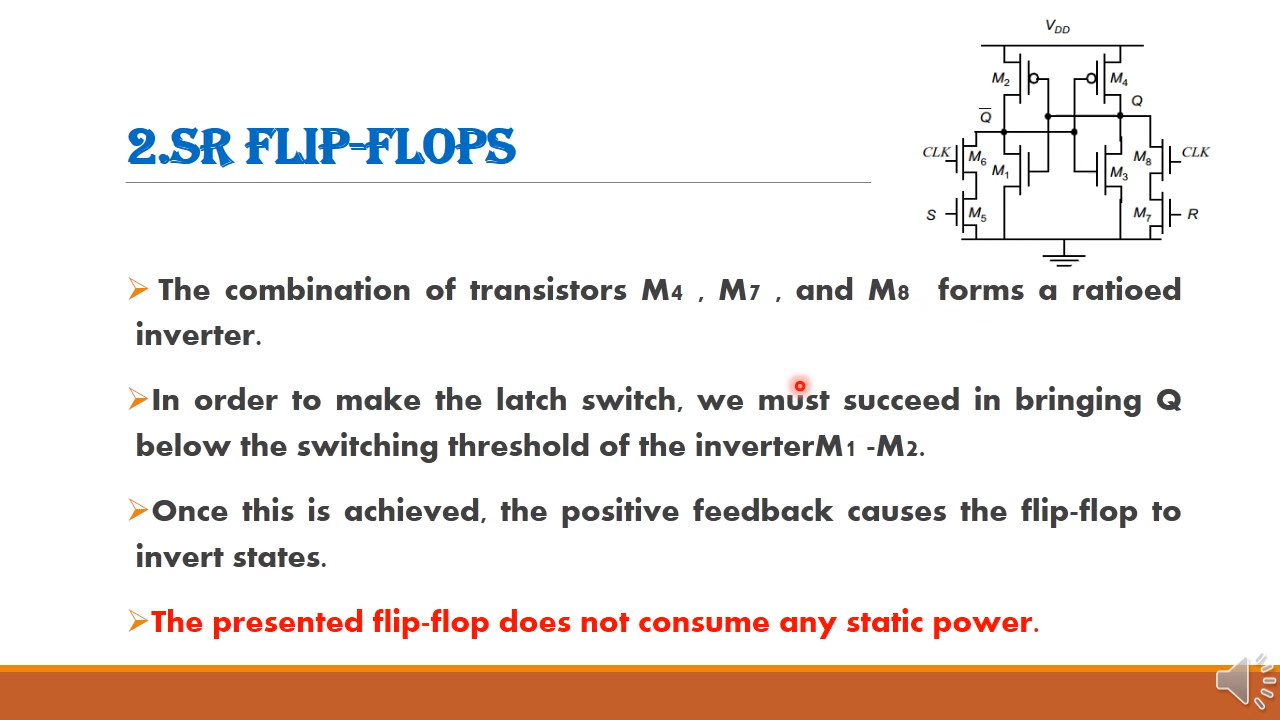 V_DD
M2
M4
Q
Q̅
CLK
M6
M1
M3
M8
CLK
S
M5
M7
R
2.SR FLIP-FLOPS
➢ The combination of transistors M4 , M7 , and M8 forms a ratioed
inverter.
➢In order to make the latch switch, we must succeed in bringing Q
below the switching threshold of the inverterM1 -M2.
➢Once this is achieved, the positive feedback causes the flip-flop to
invert states.
➢The presented flip-flop does not consume any static power.